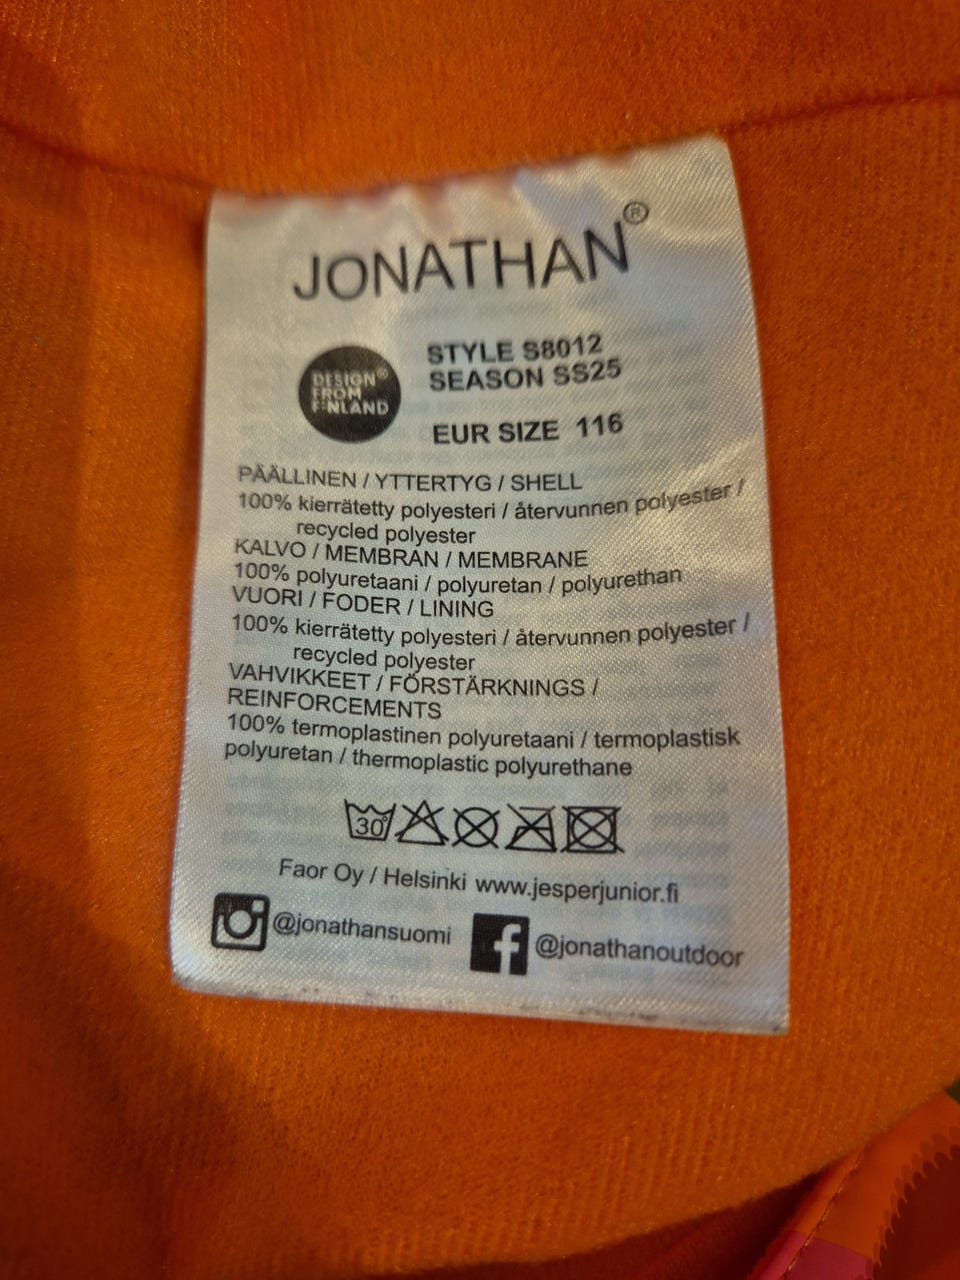 JONATHAN®
DESIGN®
FROM
FINLAND
STYLE S8012
SEASON SS25
EUR SIZE 116
PÄÄLLINEN / YTTERTYG / SHELL
100% kierrätetty polyesteri / återvunnen polyester /
recycled polyester
KALVO / MEMBRAN / MEMBRANE
100% polyuretaani / polyuretan / polyurethan
VUORI / FODER / LINING
100% kierrätetty polyesteri / återvunnen polyester /
recycled polyester
VAHVIKKEET / FÖRSTÄRKNINGS /
REINFORCEMENTS
100% termoplastinen polyuretaani / termoplastisk
polyuretan / thermoplastic polyurethane
30°
Faor Oy / Helsinki www.jesperjunior.fi
@jonathansuomi
@jonathanoutdoor